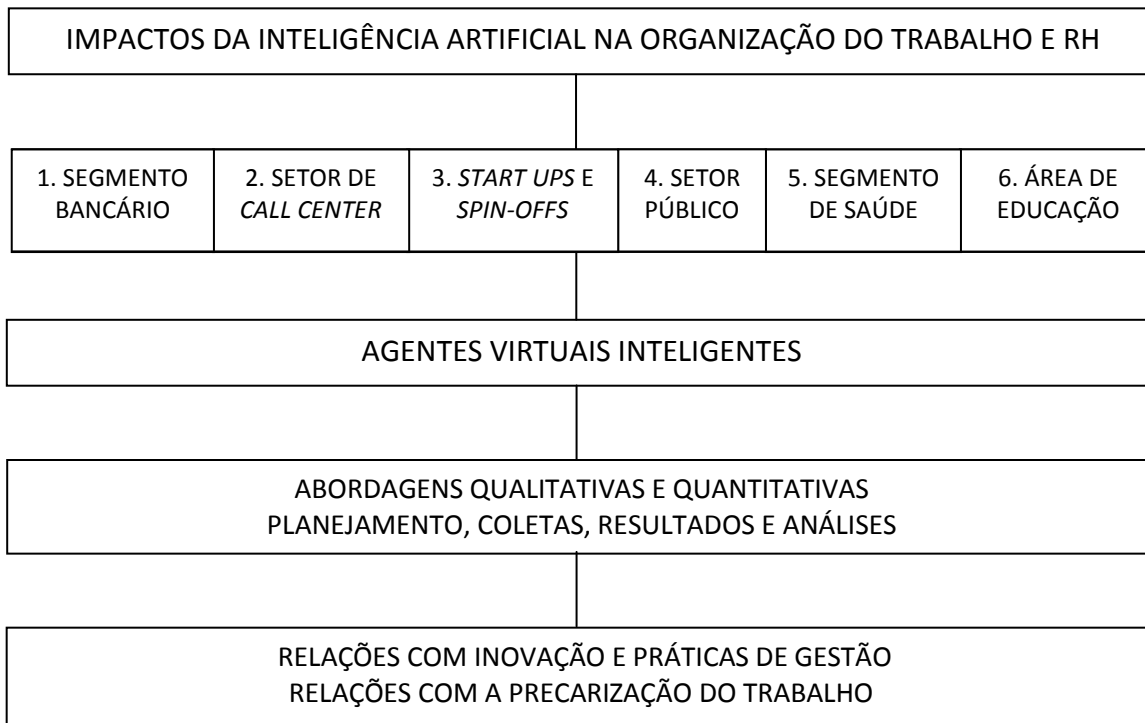 IMPACTOS DA INTELIGÊNCIA ARTIFICIAL NA ORGANIZAÇÃO DO TRABALHO E RH
1. SEGMENTO
BANCÁRIO
2. SETOR DE
CALL CENTER
3. START UPS E
SPIN-OFFS
4. SETOR
PÚBLICO
5. SEGMENTO
DE SAÚDE
6. ÁREA DE
EDUCAÇÃO
AGENTES VIRTUAIS INTELIGENTES
ABORDAGENS QUALITATIVAS E QUANTITATIVAS
PLANEJAMENTO, COLETAS, RESULTADOS E ANÁLISES
RELAÇÕES COM INOVAÇÃO E PRÁTICAS DE GESTÃO
RELAÇÕES COM A PRECARIZAÇÃO DO TRABALHO